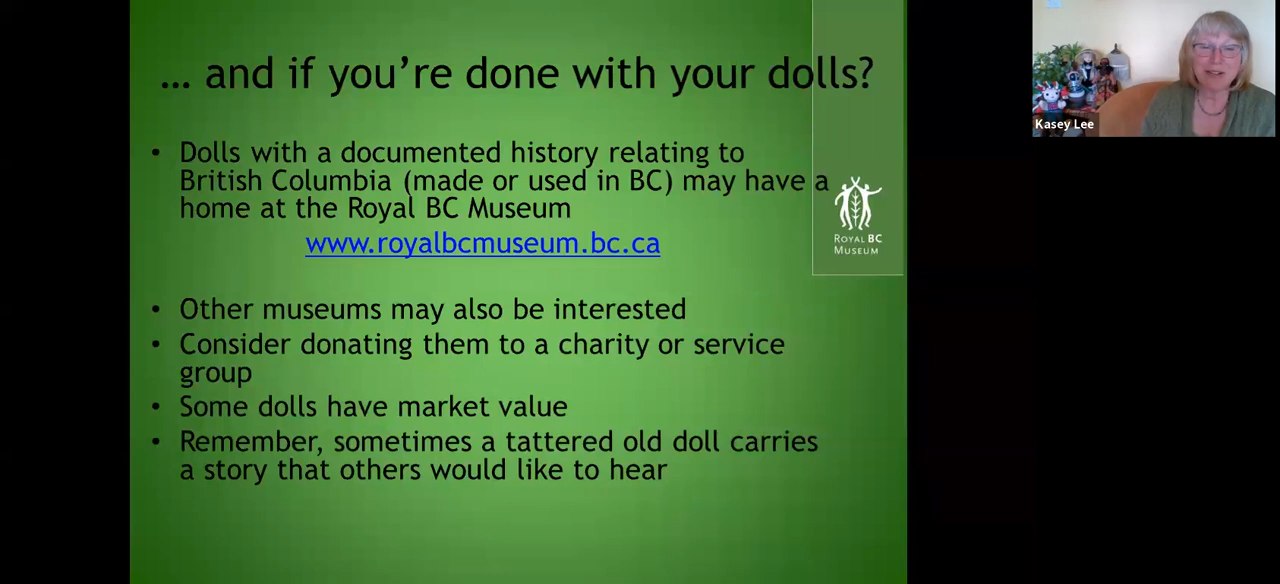 … and if you’re done with your dolls?
• Dolls with a documented history relating to
British Columbia (made or used in BC) may have a
home at the Royal BC Museum
www.royalbcmuseum.bc.ca
• Other museums may also be interested
• Consider donating them to a charity or service
group
• Some dolls have market value
• Remember, sometimes a tattered old doll carries
a story that others would like to hear
ROYAL BC
MUSEUM
Kasey Lee